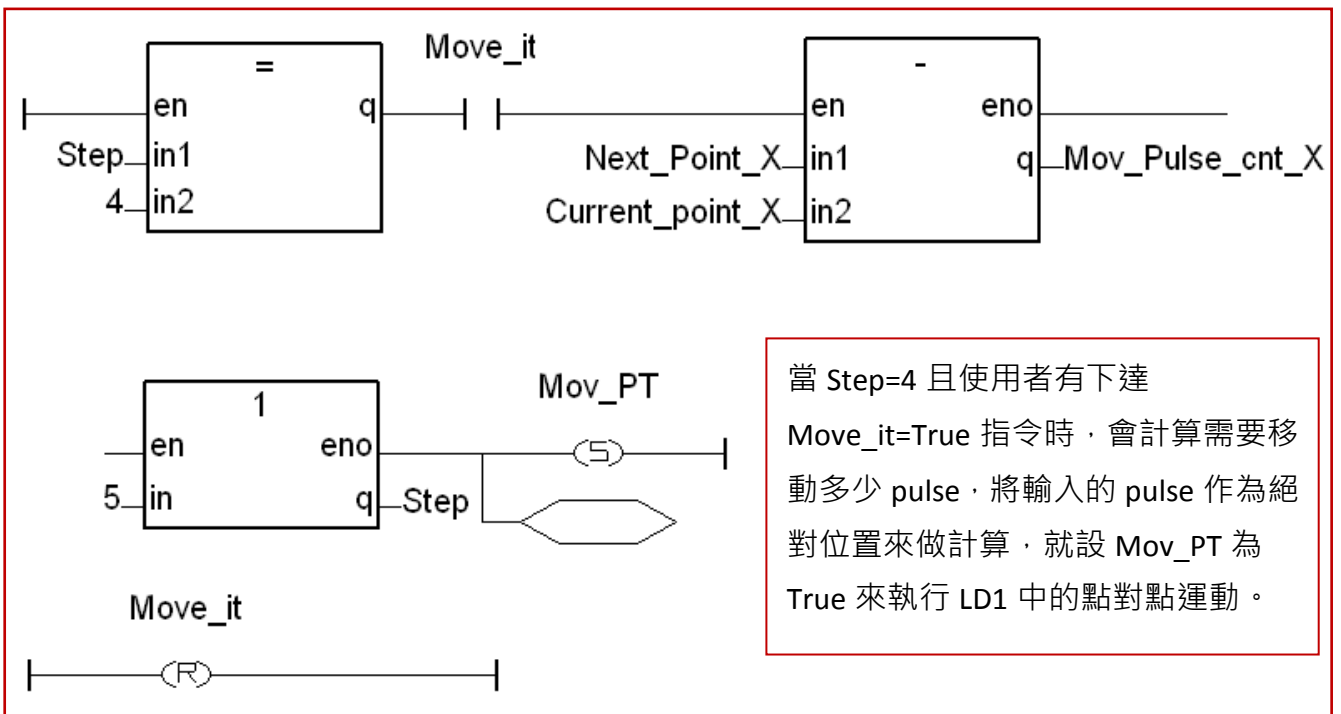 =
Move_it
-
en q
en eno
Step in1
Next_Point_X in1
q Mov_Pulse_cnt_X
4 in2
Current_point_X in2
1
Mov_PT
en eno
(S)
5 in q Step
Move_it
(R)
當 Step=4 且使用者有下達
Move_it=True 指令時，會計算需要移
動多少 pulse，將輸入的 pulse 作為絕
對位置來做計算，就設 Mov_PT 為
True 來執行 LD1 中的點對點運動。